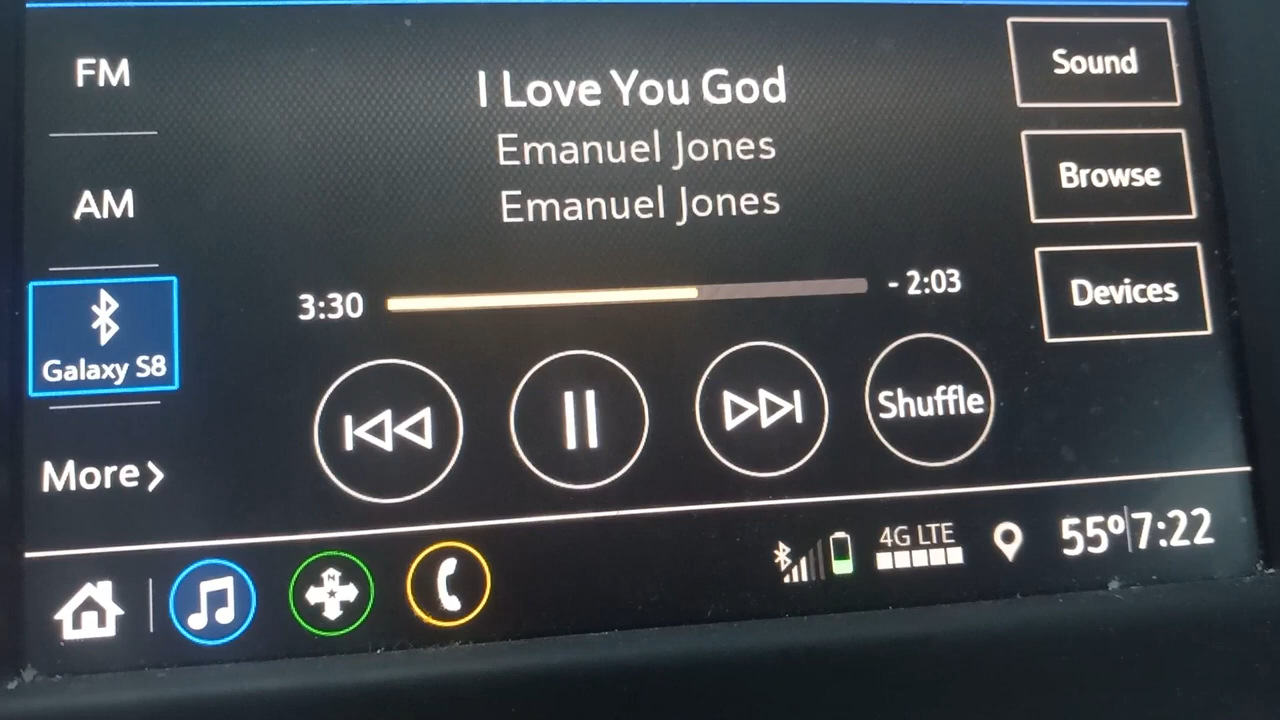 FM
AM
Galaxy S8
More
I Love You God
Emanuel Jones
Emanuel Jones
3:30
- 2:03
Shuffle
Sound
Browse
Devices
N
4G LTE
55° 7:22